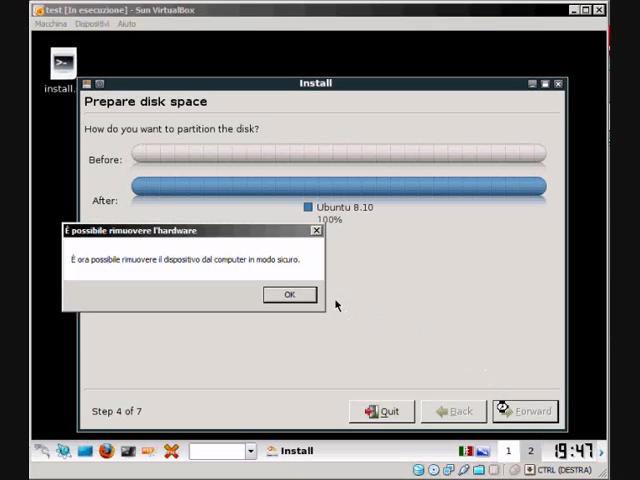 test [In esecuzione] - Sun VirtualBox
Macchina Dispositivi Aiuto
install.
Install
Prepare disk space
How do you want to partition the disk?
Before:
After:
Ubuntu 8.10
100%
È possibile rimuovere l'hardware
È ora possibile rimuovere il dispositivo dal computer in modo sicuro.
OK
Step 4 of 7
Quit
Back
Forward
Install
1
2
19:47
CTRL (DESTRA)